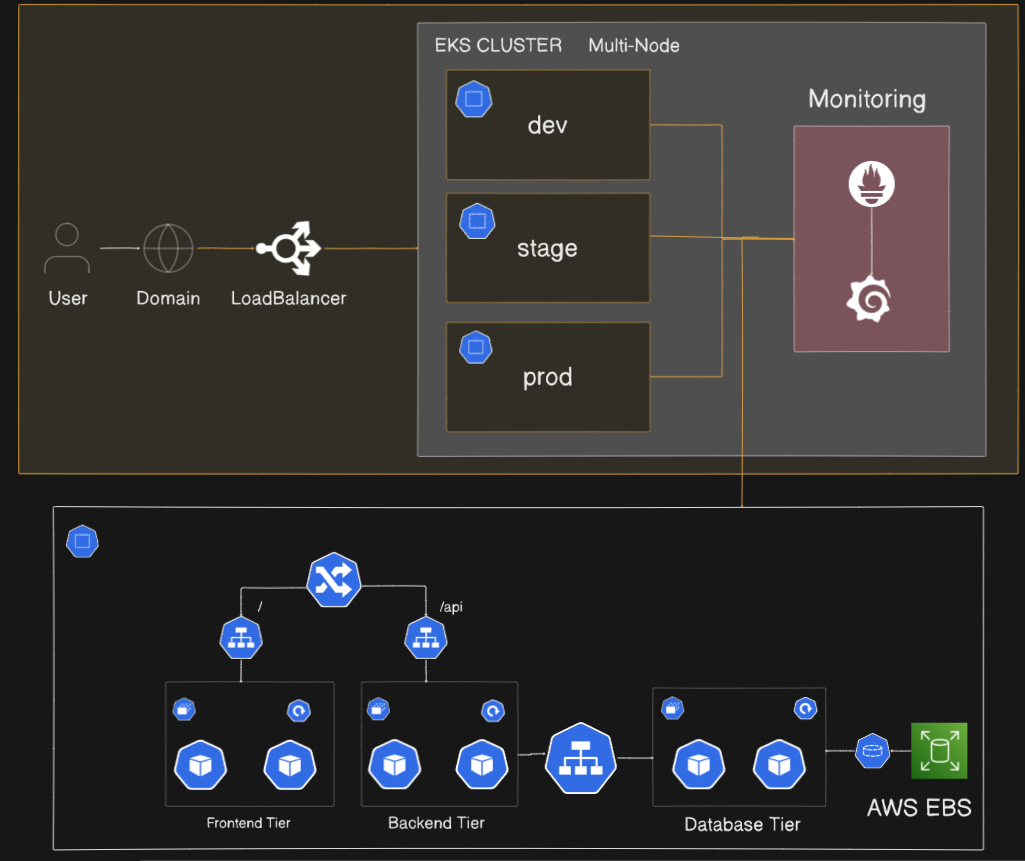 EKS CLUSTER Multi-Node
dev
Monitoring
stage
User
Domain
LoadBalancer
prod
/
/api
Frontend Tier
Backend Tier
Database Tier
AWS EBS